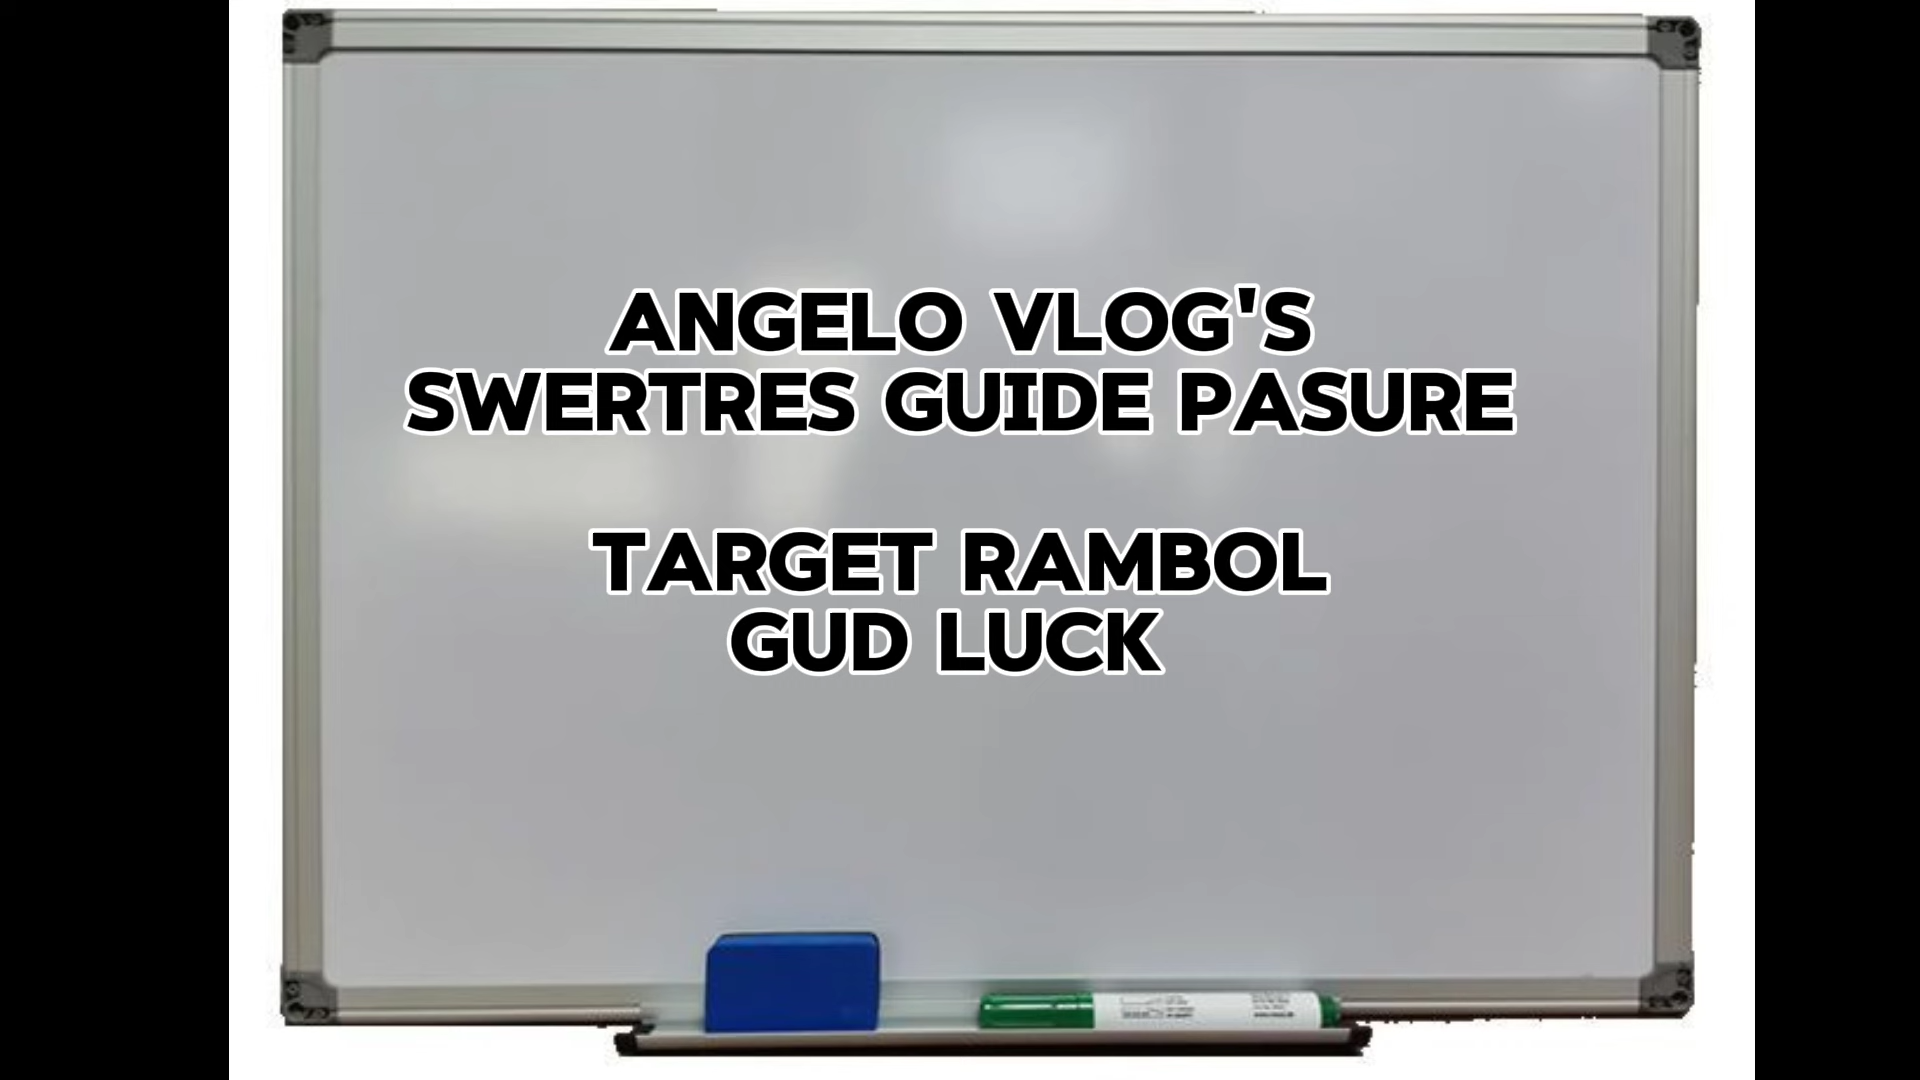 ANGELO VLOG'S
SWERTRES GUIDE PASURE
TARGET RAMBOL
GUD LUCK